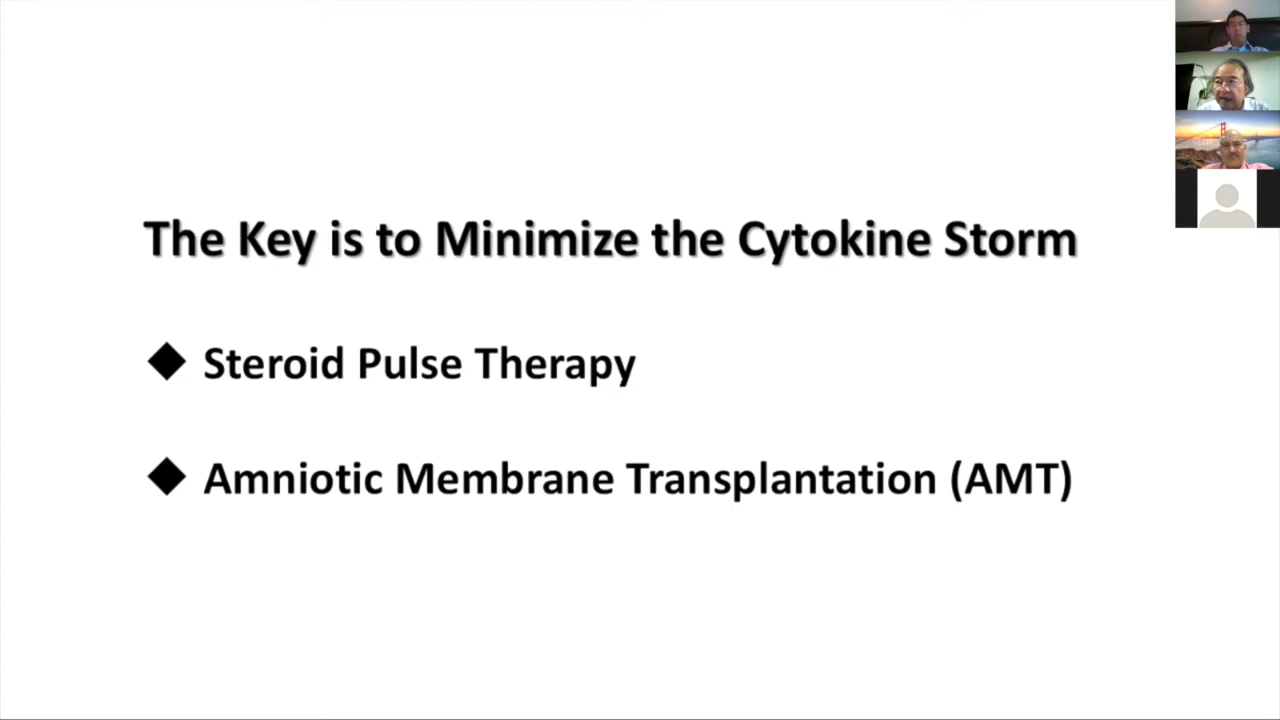 The Key is to Minimize the Cytokine Storm
◆ Steroid Pulse Therapy
◆ Amniotic Membrane Transplantation (AMT)